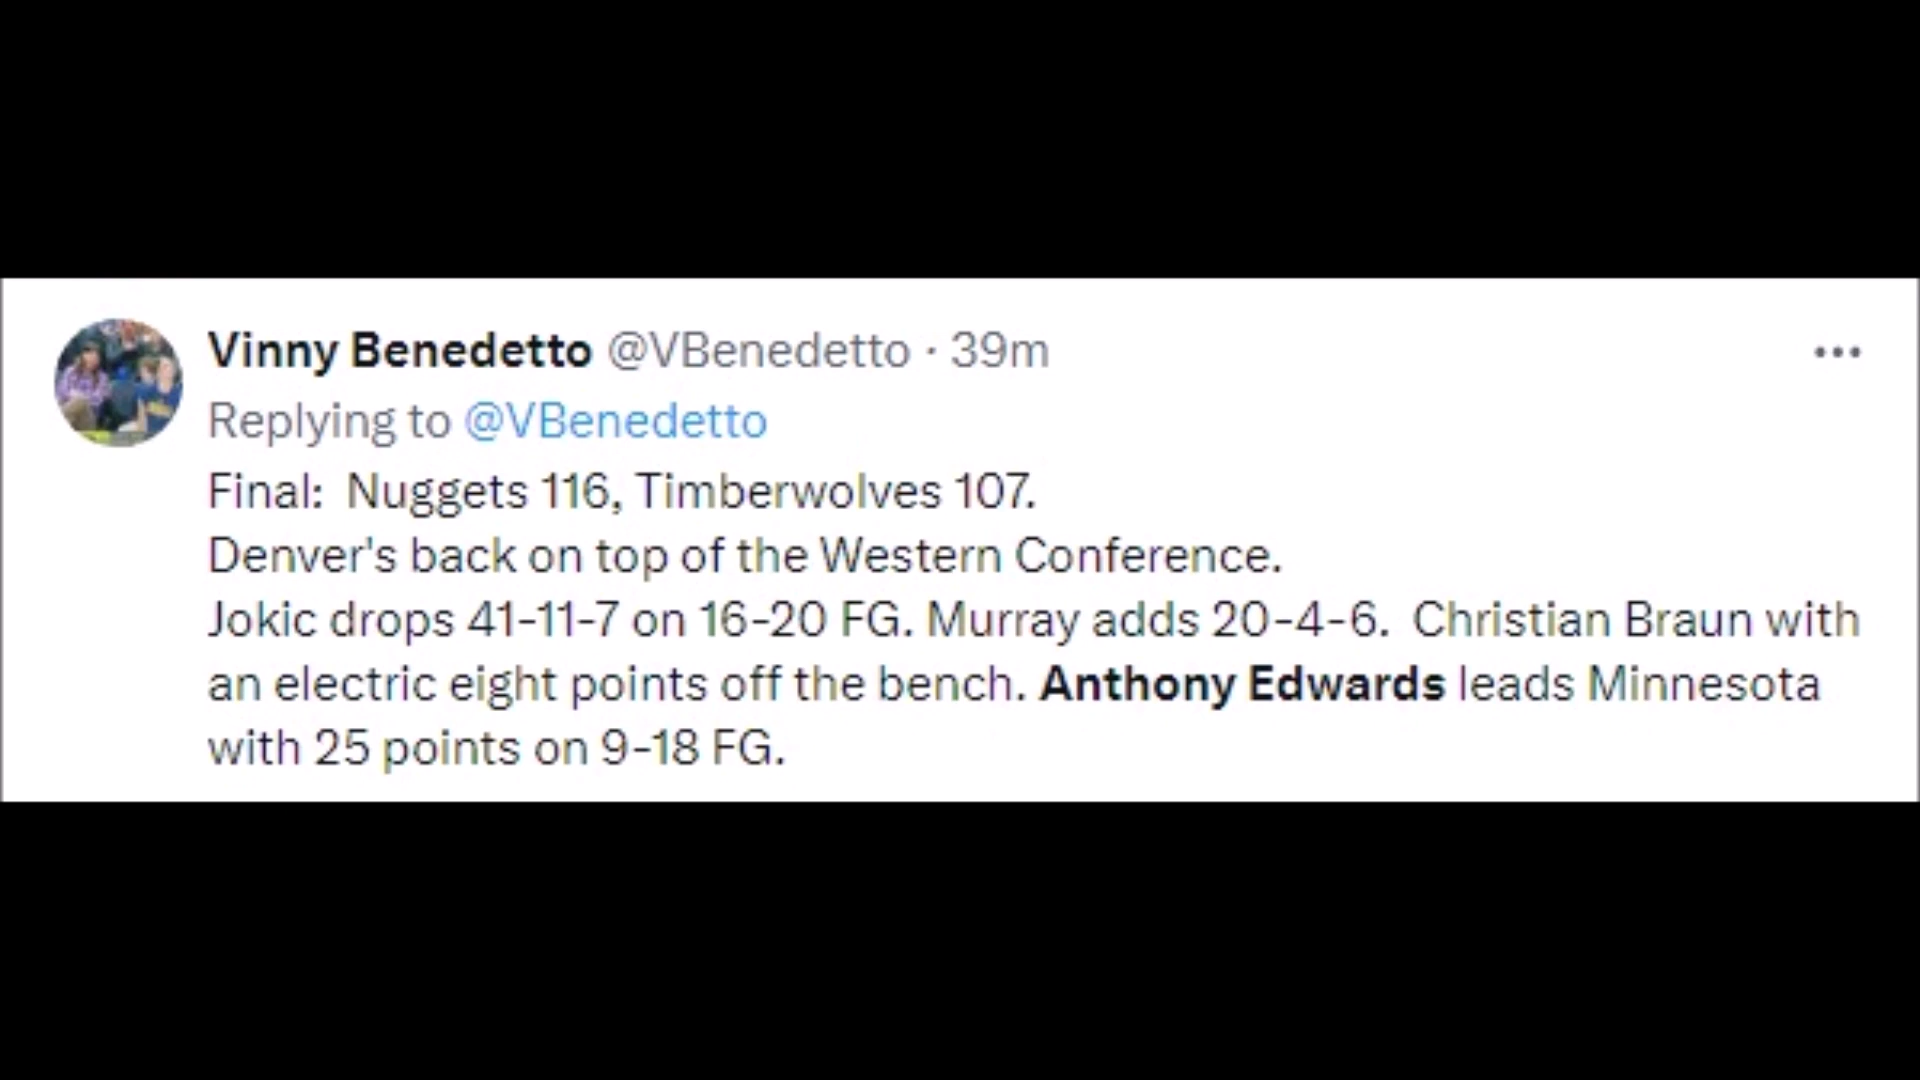 Vinny Benedetto @VBenedetto · 39m
Replying to @VBenedetto
Final:  Nuggets 116, Timberwolves 107.
Denver's back on top of the Western Conference.
Jokic drops 41-11-7 on 16-20 FG. Murray adds 20-4-6.  Christian Braun with
an electric eight points off the bench. Anthony Edwards leads Minnesota
with 25 points on 9-18 FG.